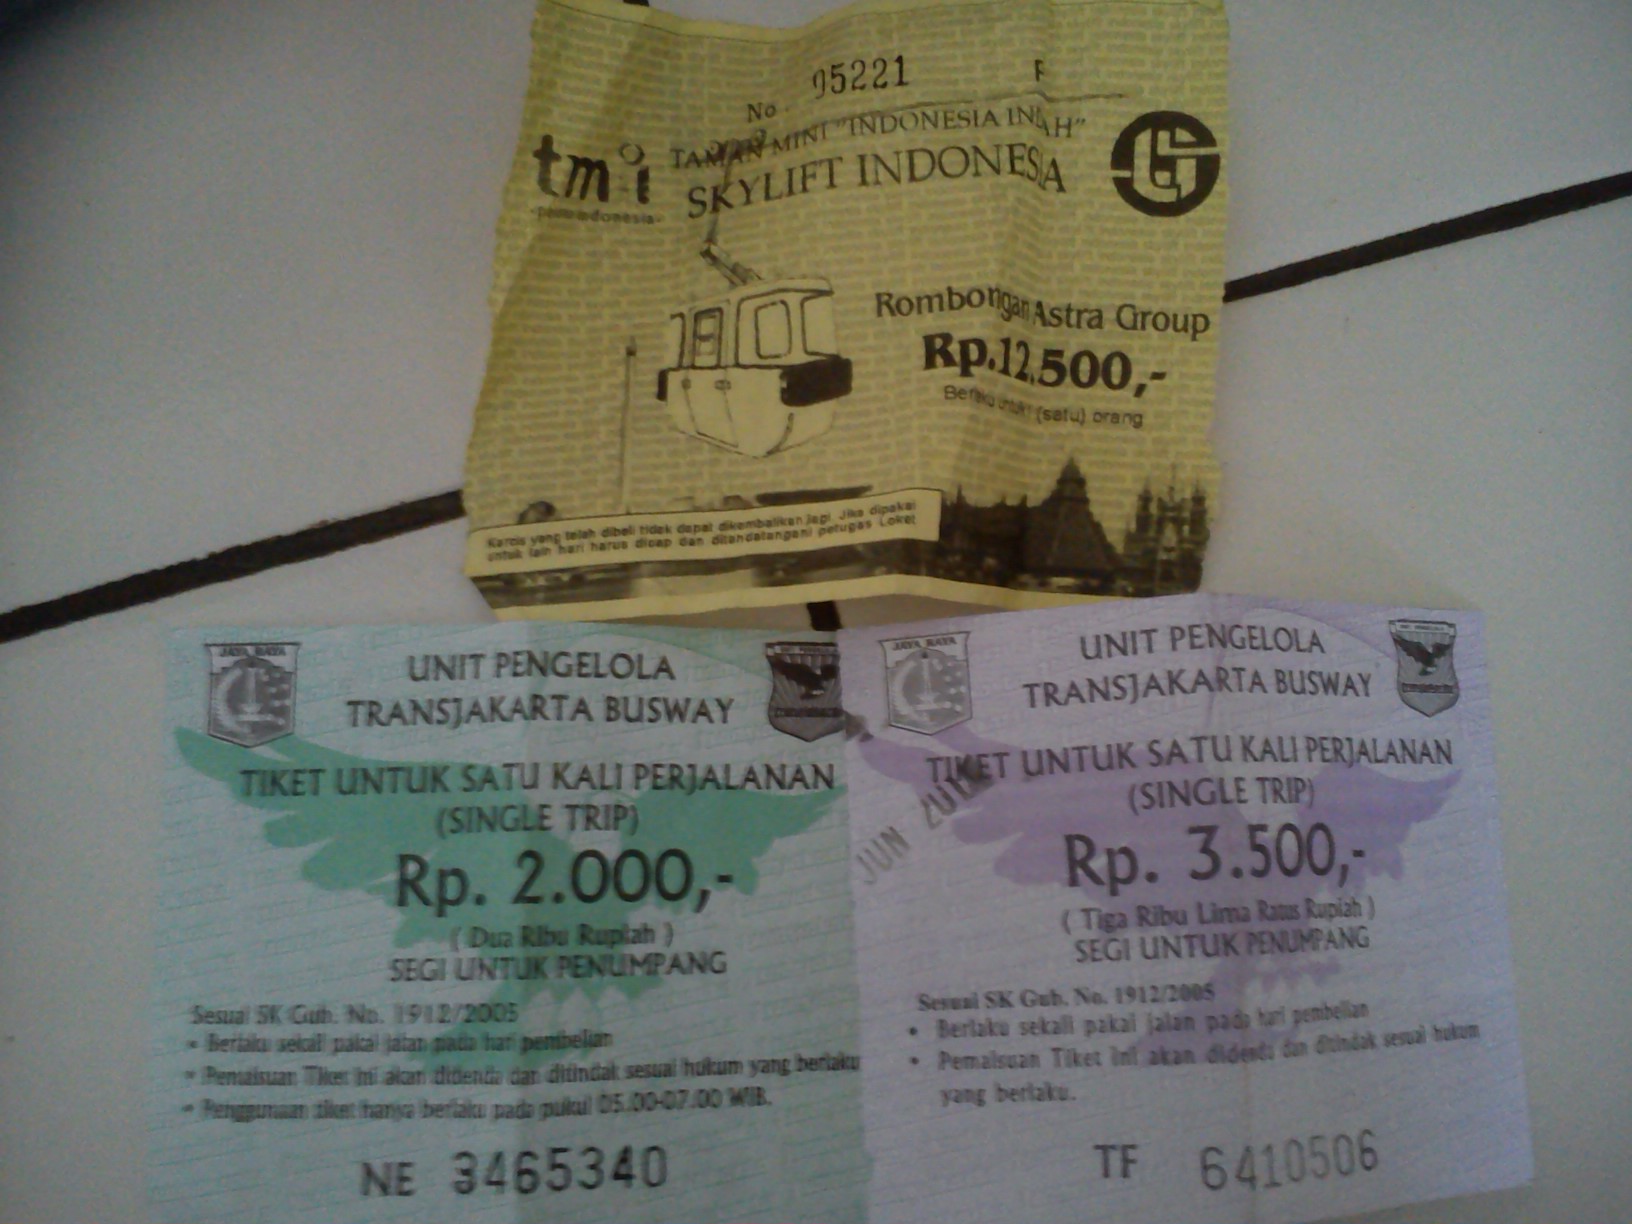 No. 95221
F
tmii
TAMAN MINI "INDONESIA INDAH"
SKYLIFT INDONESIA
Rombongan Astra Group
Rp.12.500,-
Berlaku untuk 1 (satu) orang
Karcis yang telah dibeli tidak dapat dikembalikan lagi. Jika dipakai
untuk lain hari harus dicap dan ditandatangani petugas Loket
JAYA RAYA
UNIT PENGELOLA
TRANSJAKARTA BUSWAY
TIKET UNTUK SATU KALI PERJALANAN
(SINGLE TRIP)
Rp. 2.000,-
( Dua Ribu Rupiah )
SEGI UNTUK PENUMPANG
Sesuai SK Gub. No. 1912/2005
• Berlaku sekali pakai jalan pada hari pembelian
• Pemalsuan Tiket ini akan didenda dan ditindak sesuai hukum yang berlaku
• Penggunaan tiket hanya berlaku pada pukul 05.00-07.00 WIB.
NE 3465340
JAYA RAYA
UNIT PENGELOLA
TRANSJAKARTA BUSWAY
TIKET UNTUK SATU KALI PERJALANAN
(SINGLE TRIP)
JUN
Rp. 3.500,-
( Tiga Ribu Lima Ratus Rupiah )
SEGI UNTUK PENUMPANG
Sesuai SK Gub. No. 1912/2005
• Berlaku sekali pakai jalan pada hari pembelian
• Pemalsuan Tiket ini akan didenda dan ditindak sesuai hukum
yang berlaku.
TF 6410506